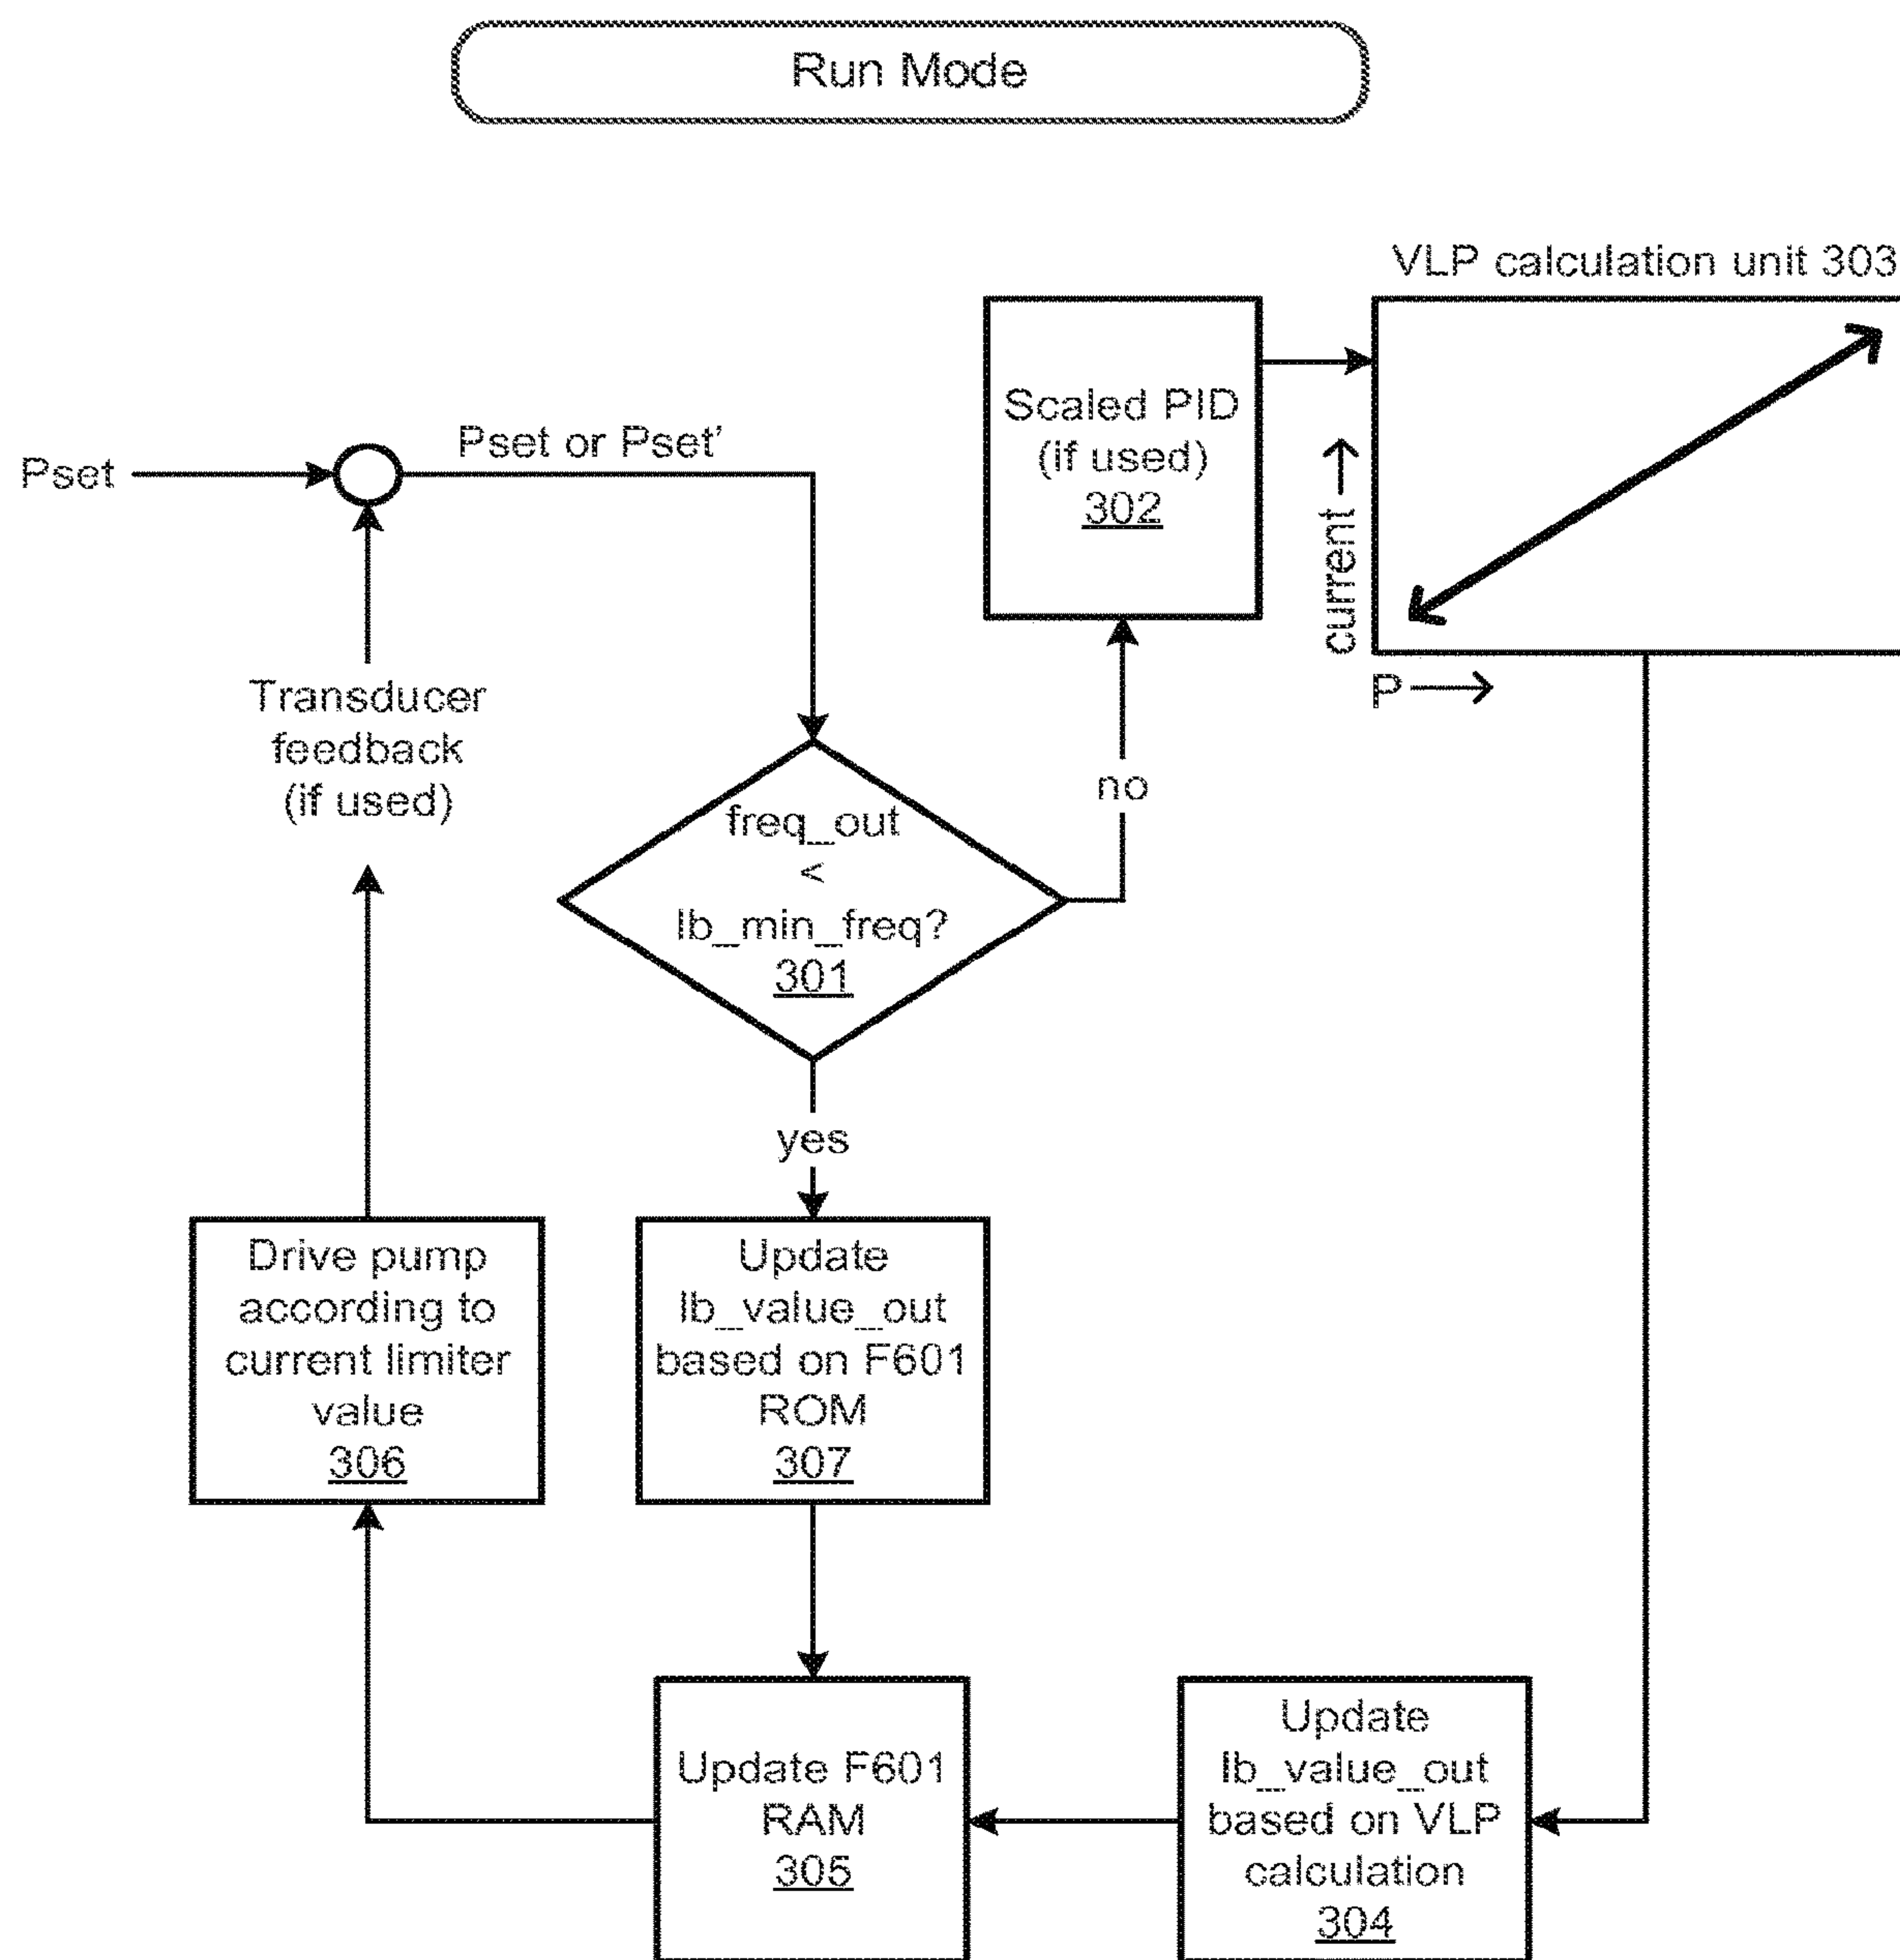 Run Mode
VLP calculation unit 303
Scaled PID
(if used)
302
current
P
Pset
Pset or Pset'
Transducer
feedback
(if used)
freq_out
<
lb_min_freq?
301
no
yes
Drive pump
according to
current limiter
value
306
Update
lb_value_out
based on F601
ROM
307
Update F601
RAM
305
Update
lb_value_out
based on VLP
calculation
304